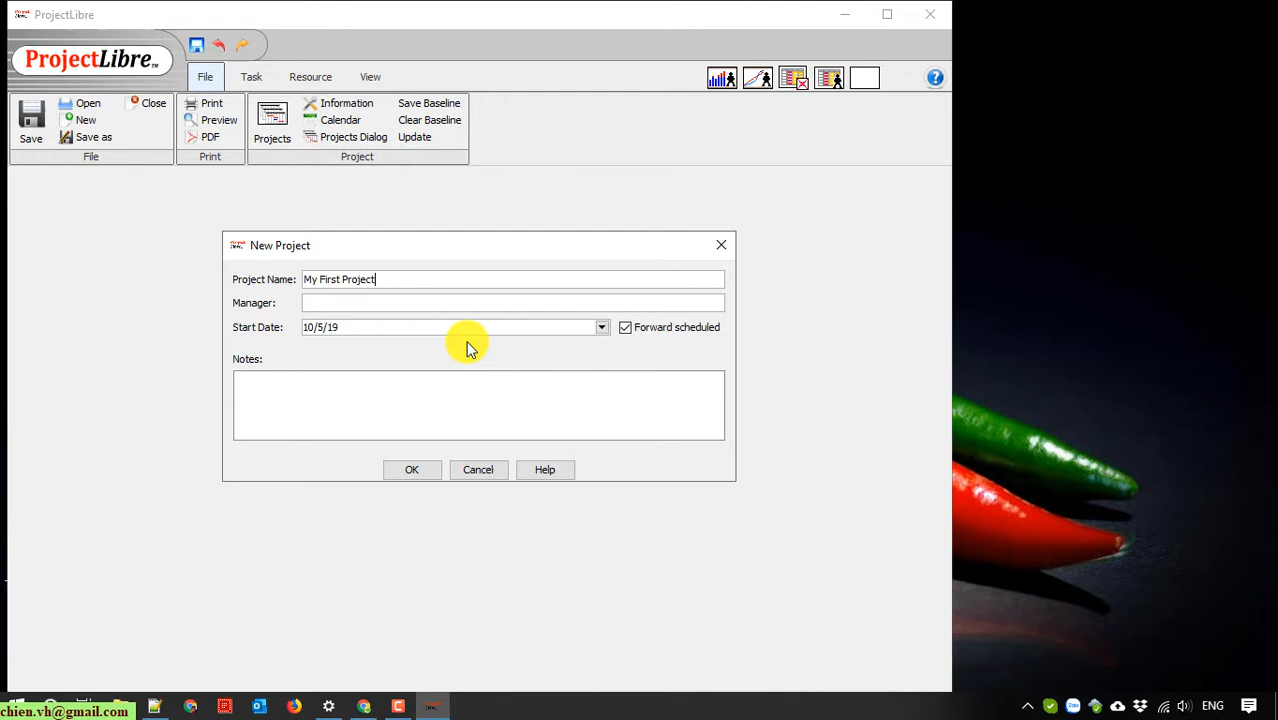 ProjectLibre
ProjectLibre™
File Task Resource View
Save
Open
New
Save as
Close
File
Print
Preview
PDF
Print
Projects
Information
Calendar
Projects Dialog
Save Baseline
Clear Baseline
Update
Project
New Project
Project Name: My First Project
Manager:
Start Date: 10/5/19 Forward scheduled
Notes:
OK Cancel Help
chien.vh@gmail.com
Zalo
ENG